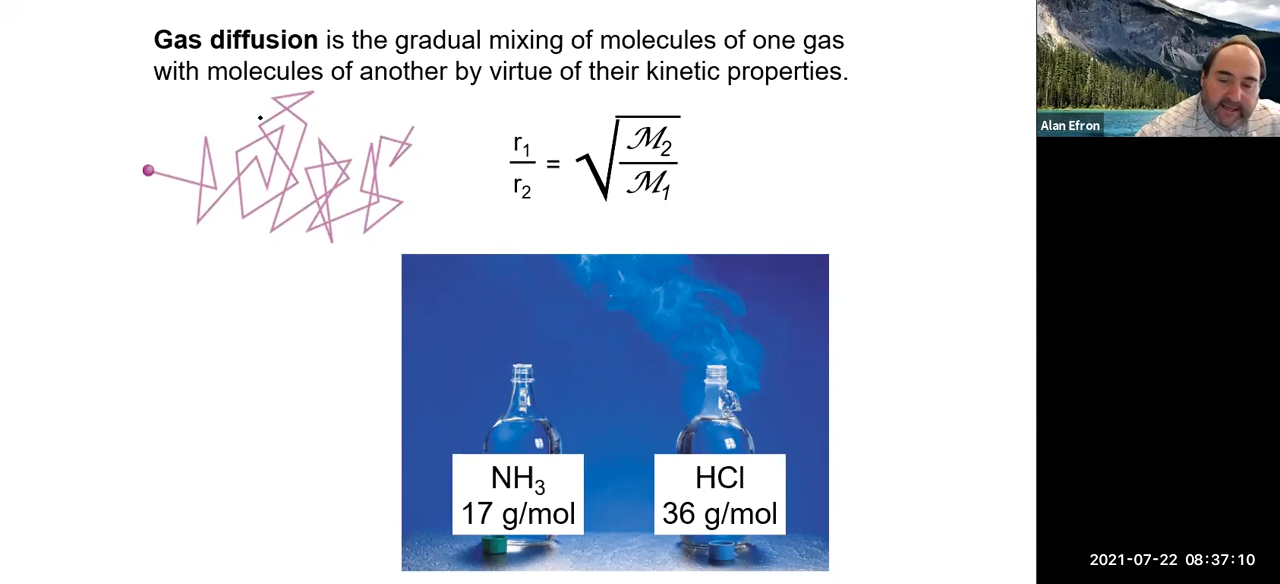 Gas diffusion is the gradual mixing of molecules of one gas
with molecules of another by virtue of their kinetic properties.
r₁
r₂
=
√
ℳ₂
ℳ₁
NH₃
17 g/mol
HCl
36 g/mol
Alan Efron
2021-07-22 08:37:10